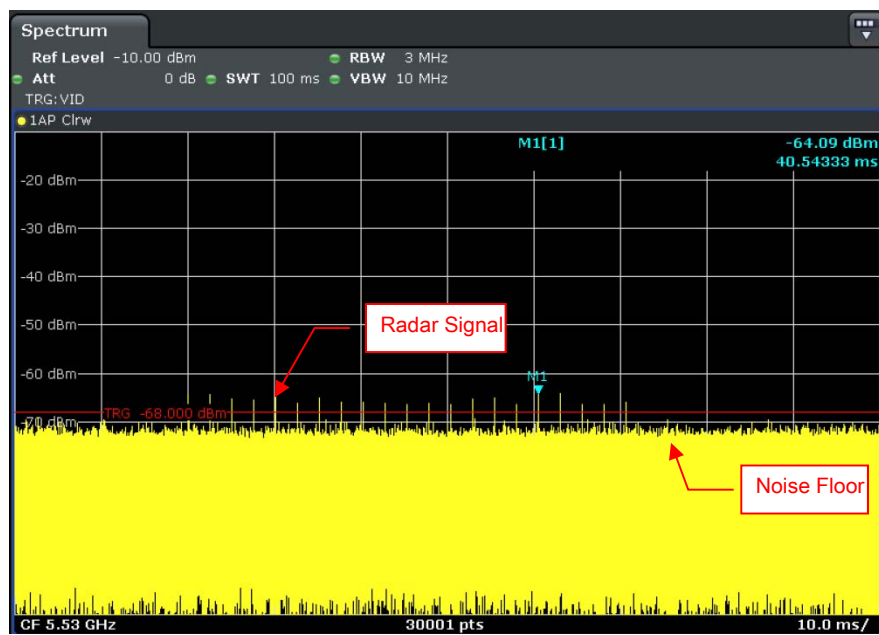 Spectrum
Ref Level -10.00 dBm RBW 3 MHz
Att 0 dB SWT 100 ms VBW 10 MHz
TRG:VID
1AP Clrw
M1[1] -64.09 dBm
40.54333 ms
-20 dBm
-30 dBm
-40 dBm
-50 dBm
Radar Signal
-60 dBm
M1
TRG -68.000 dBm
-70 dBm
Noise Floor
CF 5.53 GHz 30001 pts 10.0 ms/